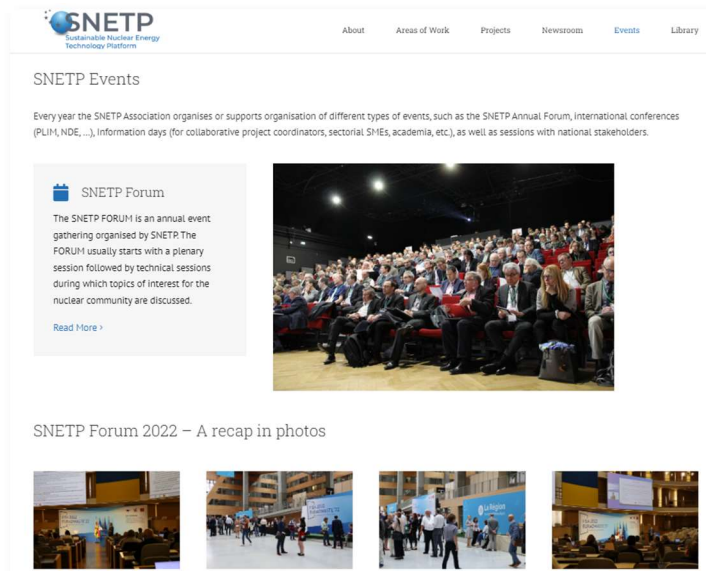 SNETP
Sustainable Nuclear Energy
Technology Platform
About Areas of Work Projects Newsroom Events Library
SNETP Events
Every year the SNETP Association organises or supports organisation of different types of events, such as the SNETP Annual Forum, international conferences
(PLIM, NDE, ...), Information days (for collaborative project coordinators, sectorial SMEs, academia, etc.), as well as sessions with national stakeholders.
SNETP Forum
The SNETP FORUM is an annual event
gathering organised by SNETP. The
FORUM usually starts with a plenary
session followed by technical sessions
during which topics of interest for the
nuclear community are discussed.
Read More ›
SNETP Forum 2022 – A recap in photos
La Région